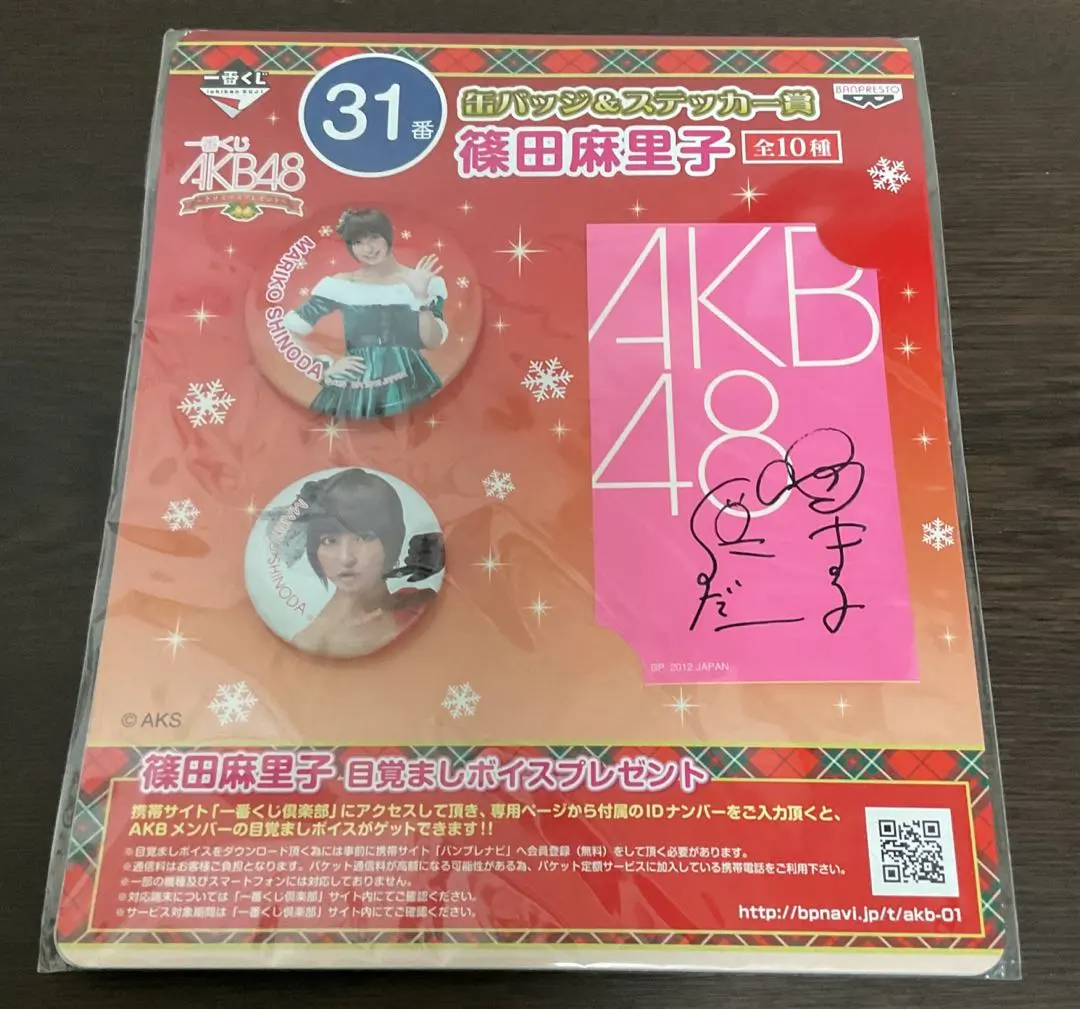 一番くじ
ichiban KUJI
31番
缶バッジ&ステッカー賞
BANPRESTO
篠田麻里子 全10種
一番くじ
AKB48
～クリスマスプレゼント～
MARIKO SHINODA
AKB
48
MARIKO SHINODA
BP 2012 JAPAN
© AKS
篠田麻里子 目覚ましボイスプレゼント
携帯サイト「一番くじ倶楽部」にアクセスして頂き、専用ページから付属のIDナンバーをご入力頂くと、
AKBメンバーの目覚ましボイスがゲットできます!!
※目覚ましボイスをダウンロード頂く為には事前に携帯サイト「バンプレナビ」へ会員登録（無料）をして頂く必要があります。
※通信料はお客様ご負担となります。パケット通信料が高額になる可能性がある為、パケット定額サービスに加入している携帯電話をご利用下さい。
※一部の機種及びスマートフォンには対応しておりません。
※対応端末については「一番くじ倶楽部」サイト内にてご確認ください。
※サービス対象期間は「一番くじ倶楽部」サイト内にてご確認ください。
http://bpnavi.jp/t/akb-01